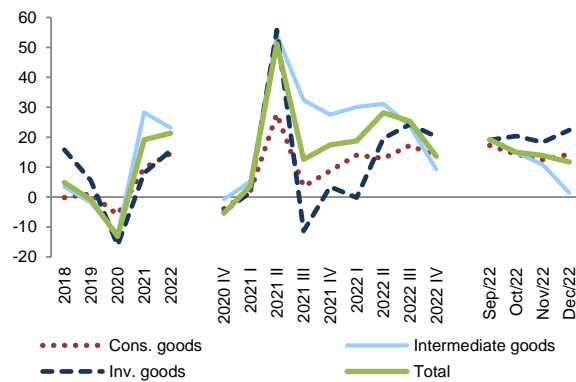 60
50
40
30
20
10
0
-10
-20
2018
2019
2020
2021
2022
2020 IV
2021 I
2021 II
2021 III
2021 IV
2022 I
2022 II
2022 III
2022 IV
Sep/22
Oct/22
Nov/22
Dec/22
Cons. goods
Intermediate goods
Inv. goods
Total